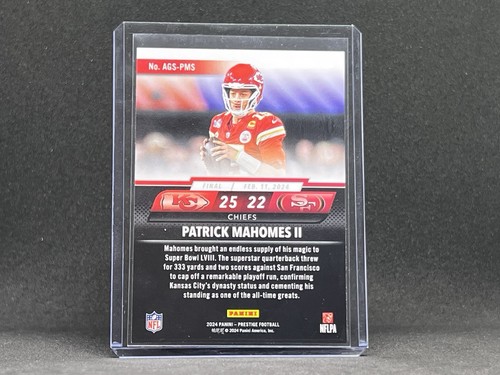 No. AGS-PMS
FINAL | FEB. 11, 2024
KC 25 22 SF
CHIEFS
PATRICK MAHOMES II
Mahomes brought an endless supply of his magic to
Super Bowl LVIII. The superstar quarterback threw
for 333 yards and two scores against San Francisco
to cap off a remarkable playoff run, confirming
Kansas City's dynasty status and cementing his
standing as one of the all-time greats.
PANINI
2024 PANINI – PRESTIGE FOOTBALL
© 2024 Panini America, Inc.
NFL
NFLPA